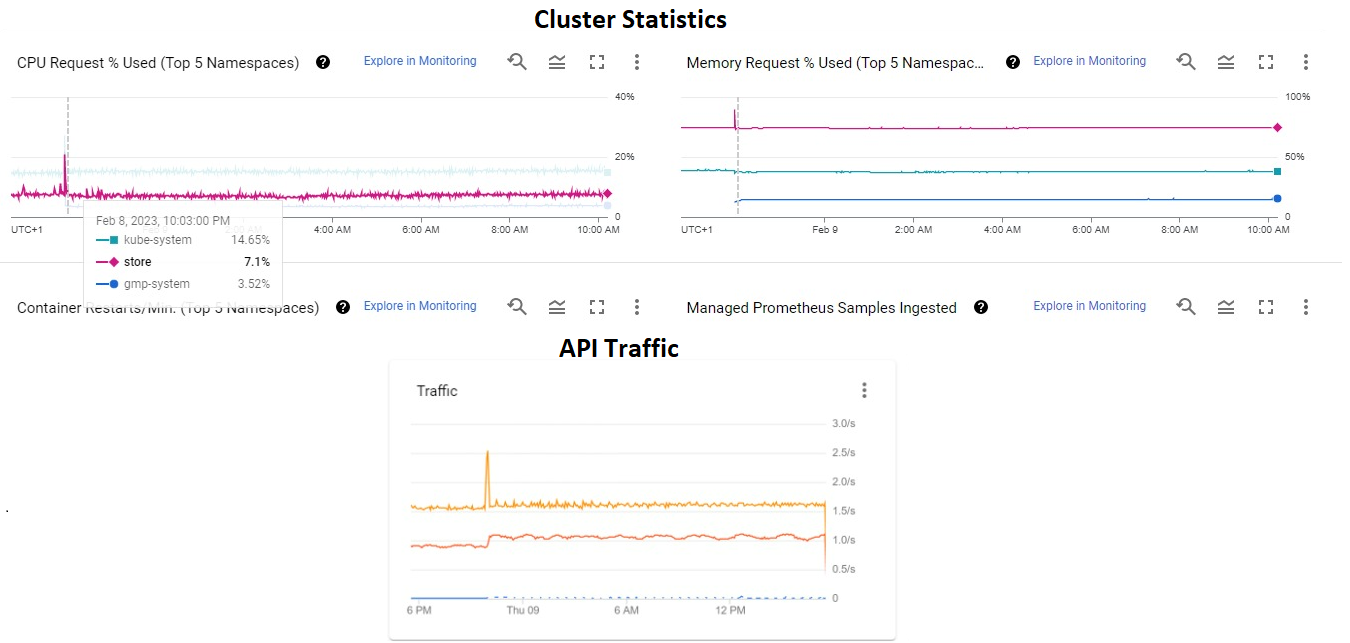 Cluster Statistics
CPU Request % Used (Top 5 Namespaces) ? Explore in Monitoring
Memory Request % Used (Top 5 Namespac... ? Explore in Monitoring
40%
20%
0
UTC+1 4:00 AM 6:00 AM 8:00 AM 10:00 AM
Feb 8, 2023, 10:03:00 PM
kube-system 14.65%
store 7.1%
gmp-system 3.52%
100%
50%
0
UTC+1 Feb 9 2:00 AM 4:00 AM 6:00 AM 8:00 AM 10:00 AM
Container Restarts/Min. (Top 5 Namespaces) ? Explore in Monitoring
Managed Prometheus Samples Ingested ? Explore in Monitoring
API Traffic
Traffic
3.0/s
2.5/s
2.0/s
1.5/s
1.0/s
0.5/s
0
6 PM Thu 09 6 AM 12 PM
.